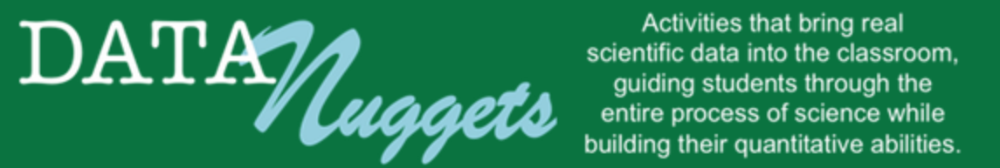 DATA Nuggets
Activities that bring real
scientific data into the classroom,
guiding students through the
entire process of science while
building their quantitative abilities.